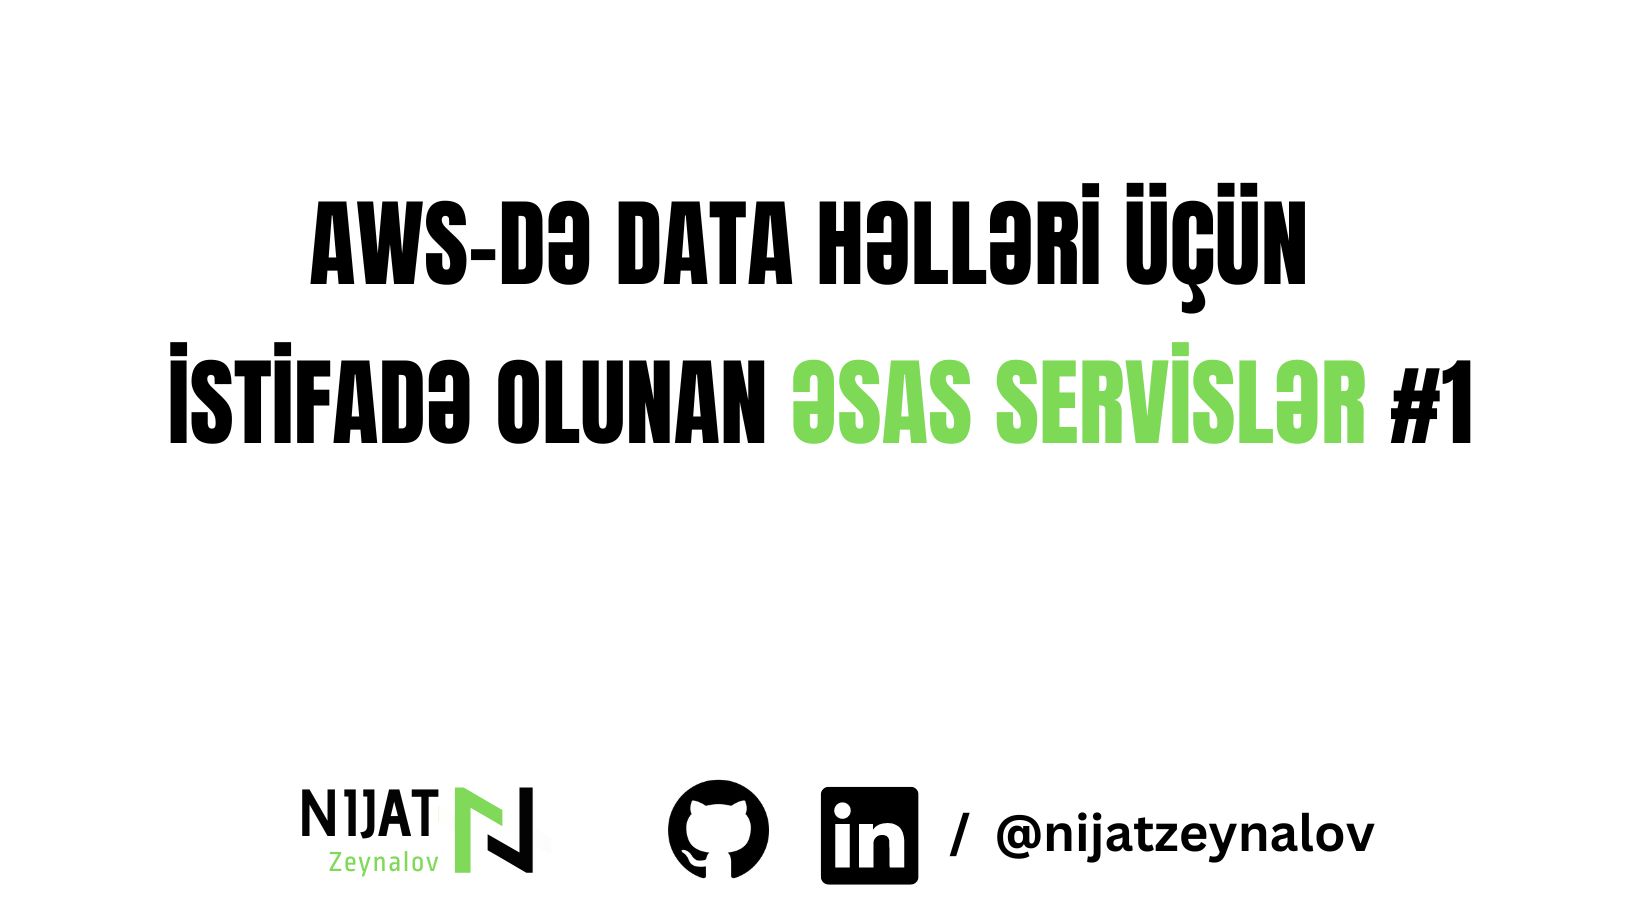 AWS-DƏ DATA HƏLLƏRİ ÜÇÜN
İSTİFADƏ OLUNAN ƏSAS SERVİSLƏR #1
NIJAT
Zeynalov
in / @nijatzeynalov